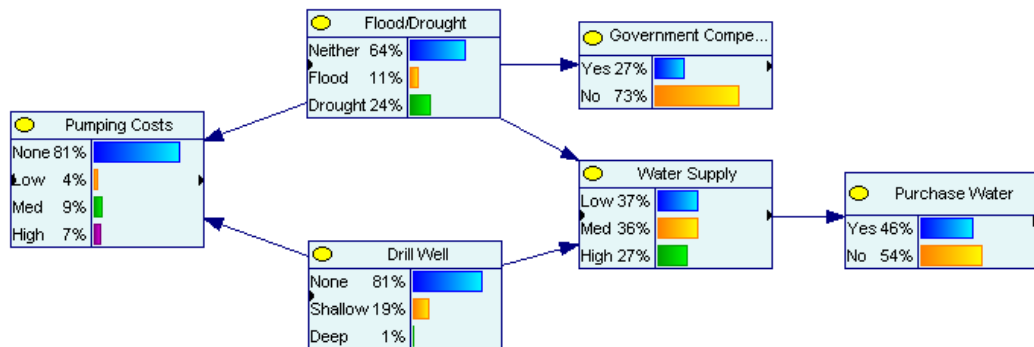 Flood/Drought
Neither 64%
Flood 11%
Drought 24%
Government Compe...
Yes 27%
No 73%
Pumping Costs
None 81%
Low 4%
Med 9%
High 7%
Water Supply
Low 37%
Med 36%
High 27%
Purchase Water
Yes 46%
No 54%
Drill Well
None 81%
Shallow 19%
Deep 1%